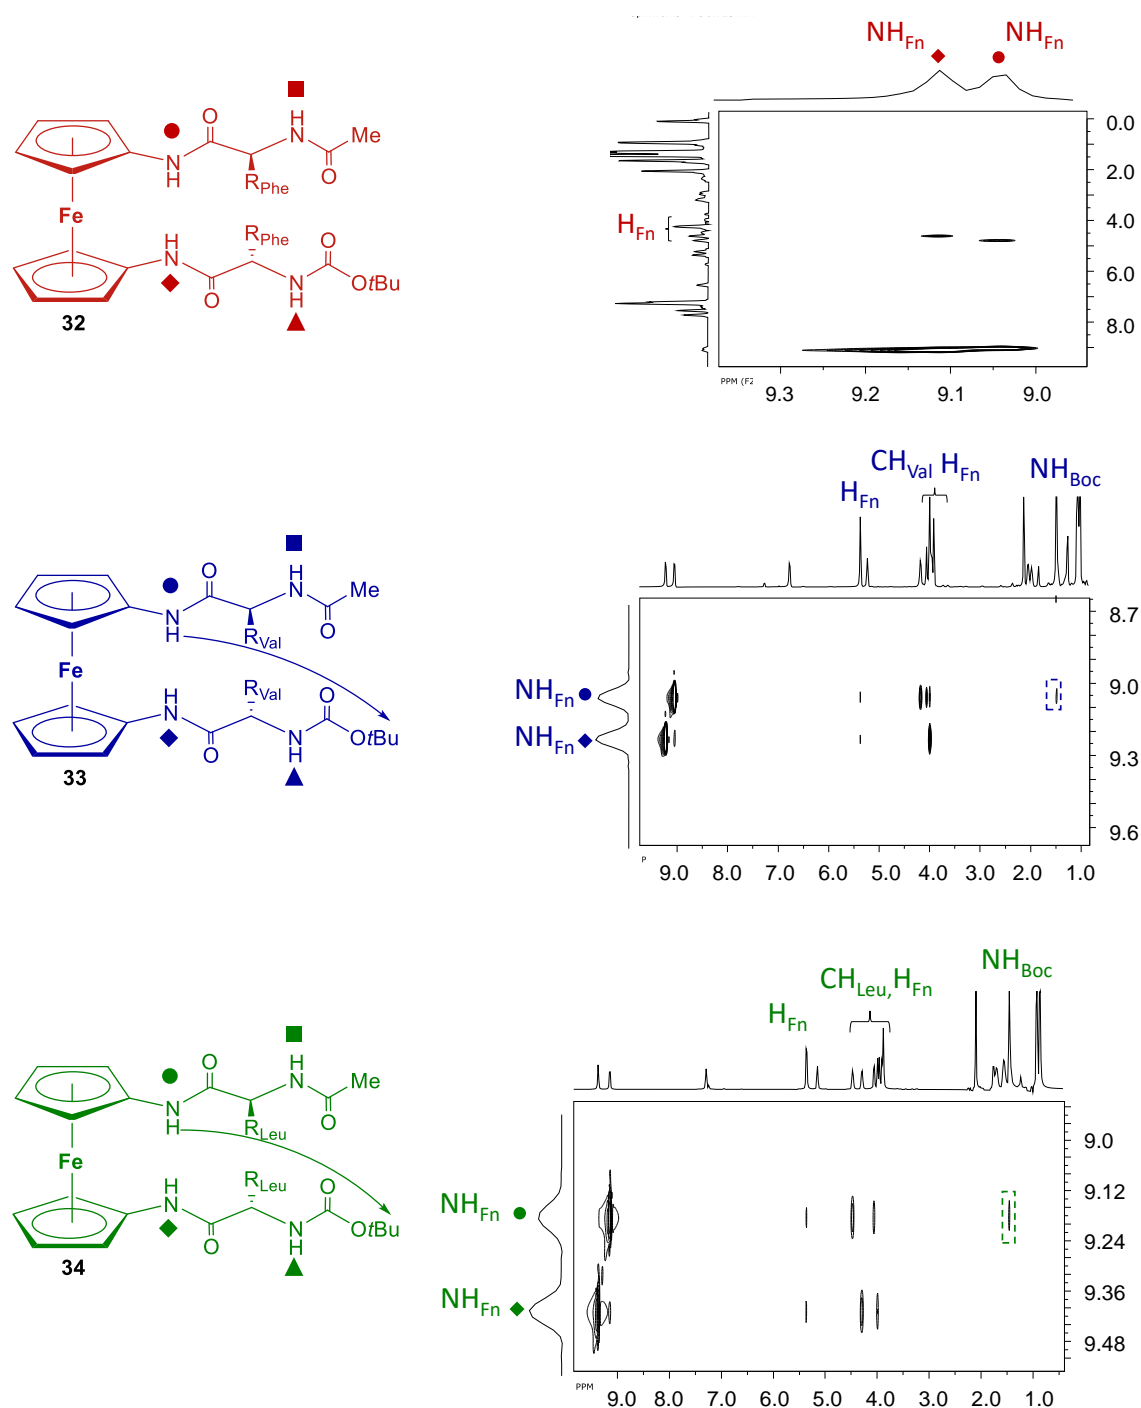 NH_Fn NH_Fn
O H N Me
N H R_Phe O
Fe
H N R_Phe O
O N H OtBu
32
H_Fn
0.0
2.0
4.0
6.0
8.0
PPM (F2
9.3 9.2 9.1 9.0
CH_Val H_Fn
H_Fn
NH_Boc
O H N Me
N H R_Val O
Fe
H N R_Val O
O N H OtBu
33
NH_Fn
NH_Fn
8.7
9.0
9.3
9.6
P
9.0 8.0 7.0 6.0 5.0 4.0 3.0 2.0 1.0
NH_Boc
CH_Leu, H_Fn
H_Fn
O H N Me
N H R_Leu O
Fe
H N R_Leu O
O N H OtBu
34
NH_Fn
NH_Fn
9.0
9.12
9.24
9.36
9.48
PPM
9.0 8.0 7.0 6.0 5.0 4.0 3.0 2.0 1.0